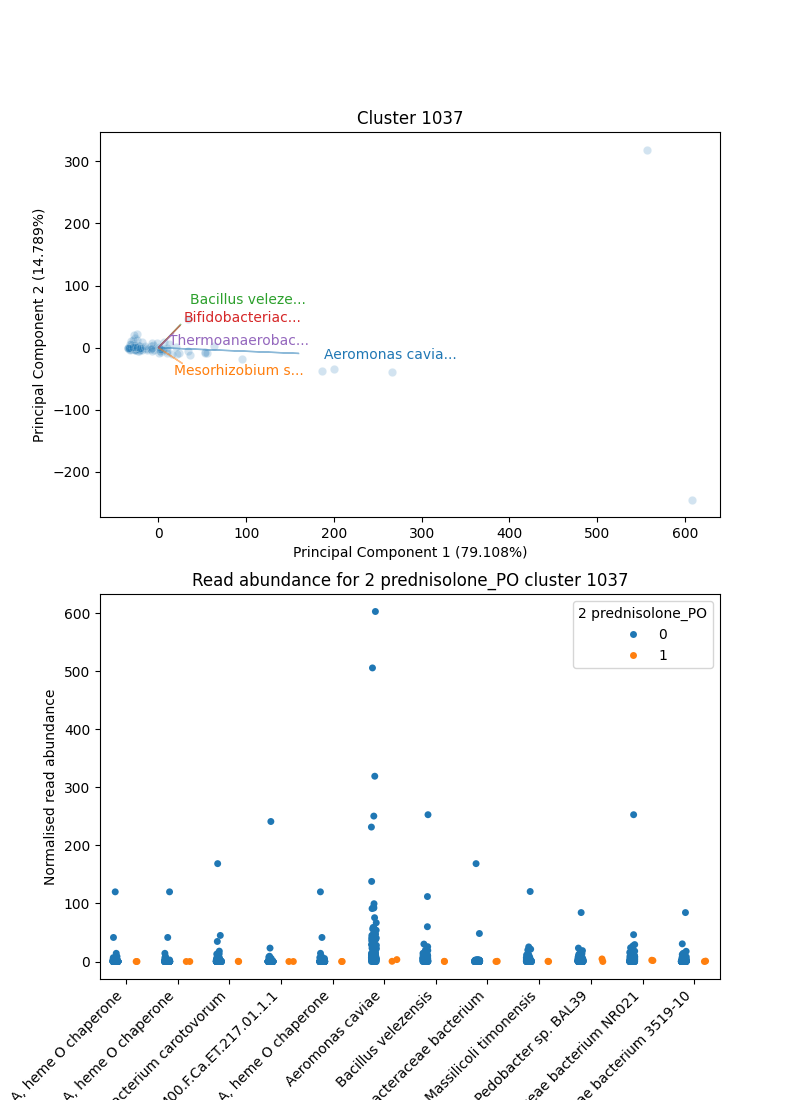 Cluster 1037
300
200
100
0
−100
−200
Principal Component 2 (14.789%)
Bacillus veleze...
Bifidobacteriac...
Thermoanaerobac...
Aeromonas cavia...
Mesorhizobium s...
0 100 200 300 400 500 600
Principal Component 1 (79.108%)
Read abundance for 2 prednisolone_PO cluster 1037
600
500
400
300
200
100
0
Normalised read abundance
2 prednisolone_PO
0
1
A, heme O chaperone
A, heme O chaperone
acterium carotovorum
400.F.Ca.ET.217.01.1.1
A, heme O chaperone
Aeromonas caviae
Bacillus velezensis
acteraceae bacterium
Massilicoli timonensis
Pedobacter sp. BAL39
eae bacterium NR021
ae bacterium 3519-10